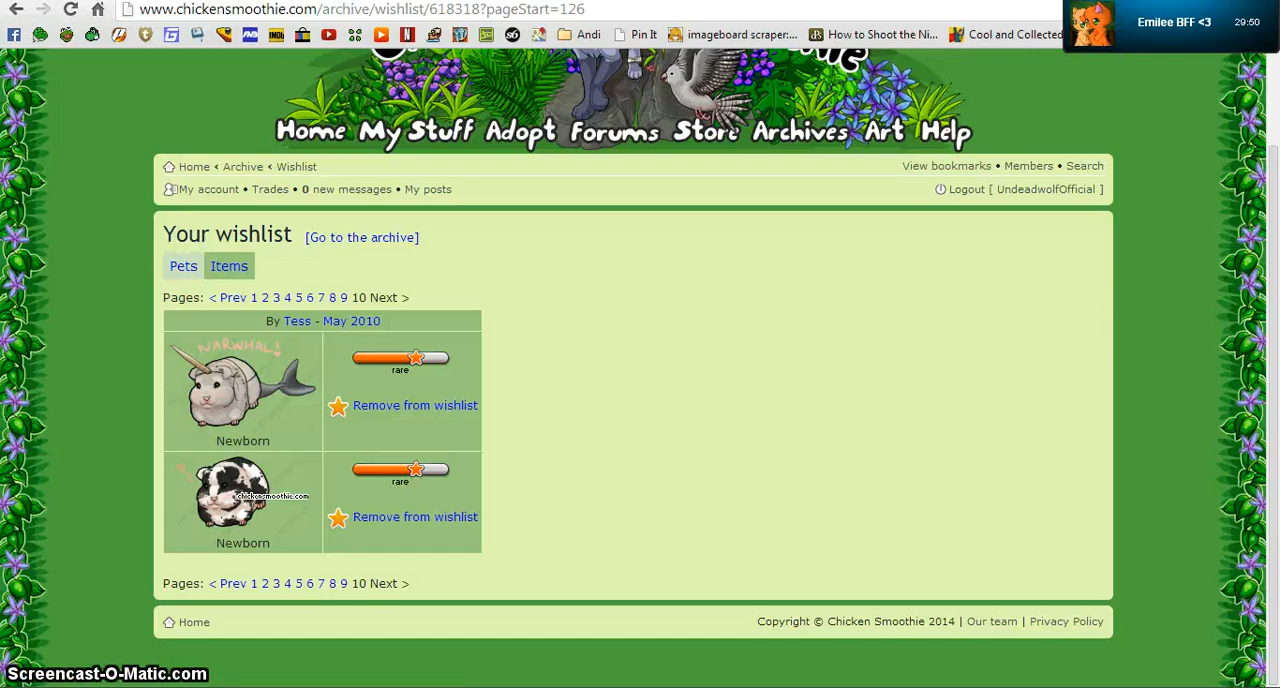 www.chickensmoothie.com/archive/wishlist/618318?pageStart=126
Emilee BFF <3 29:50
Andi Pin It imageboard scraper:... How to Shoot the Ni... Cool and Collected
Home My Stuff Adopt Forums Store Archives Art Help
Home < Archive < Wishlist
View bookmarks • Members • Search
My account • Trades • 0 new messages • My posts
Logout [ UndeadwolfOfficial ]
Your wishlist [Go to the archive]
Pets Items
Pages: < Prev 1 2 3 4 5 6 7 8 9 10 Next >
By Tess - May 2010
NARWHAL!
rare
Remove from wishlist
Newborn
chickensmoothie.com
rare
Remove from wishlist
Newborn
Pages: < Prev 1 2 3 4 5 6 7 8 9 10 Next >
Home
Copyright © Chicken Smoothie 2014 | Our team | Privacy Policy
Screencast-O-Matic.com